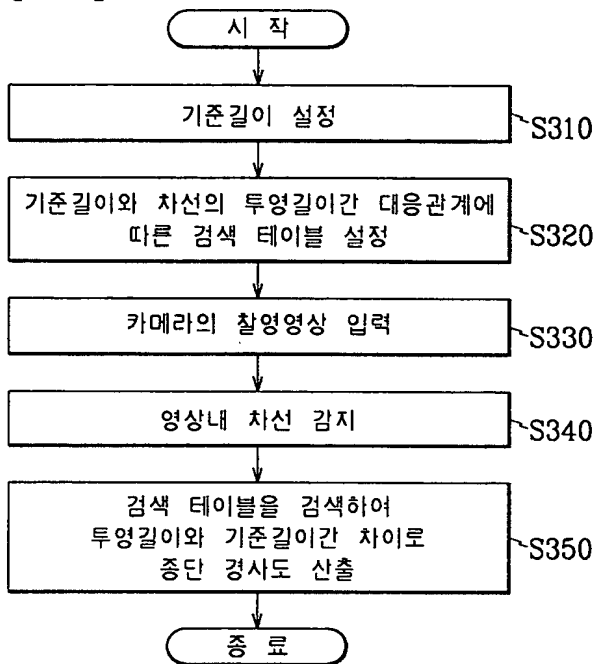 시 작
기준길이 설정
S310
기준길이와 차선의 투영길이간 대응관계에
따른 검색 테이블 설정
S320
카메라의 촬영영상 입력
S330
영상내 차선 감지
S340
검색 테이블을 검색하여
투영길이와 기준길이간 차이로
종단 경사도 산출
S350
종 료